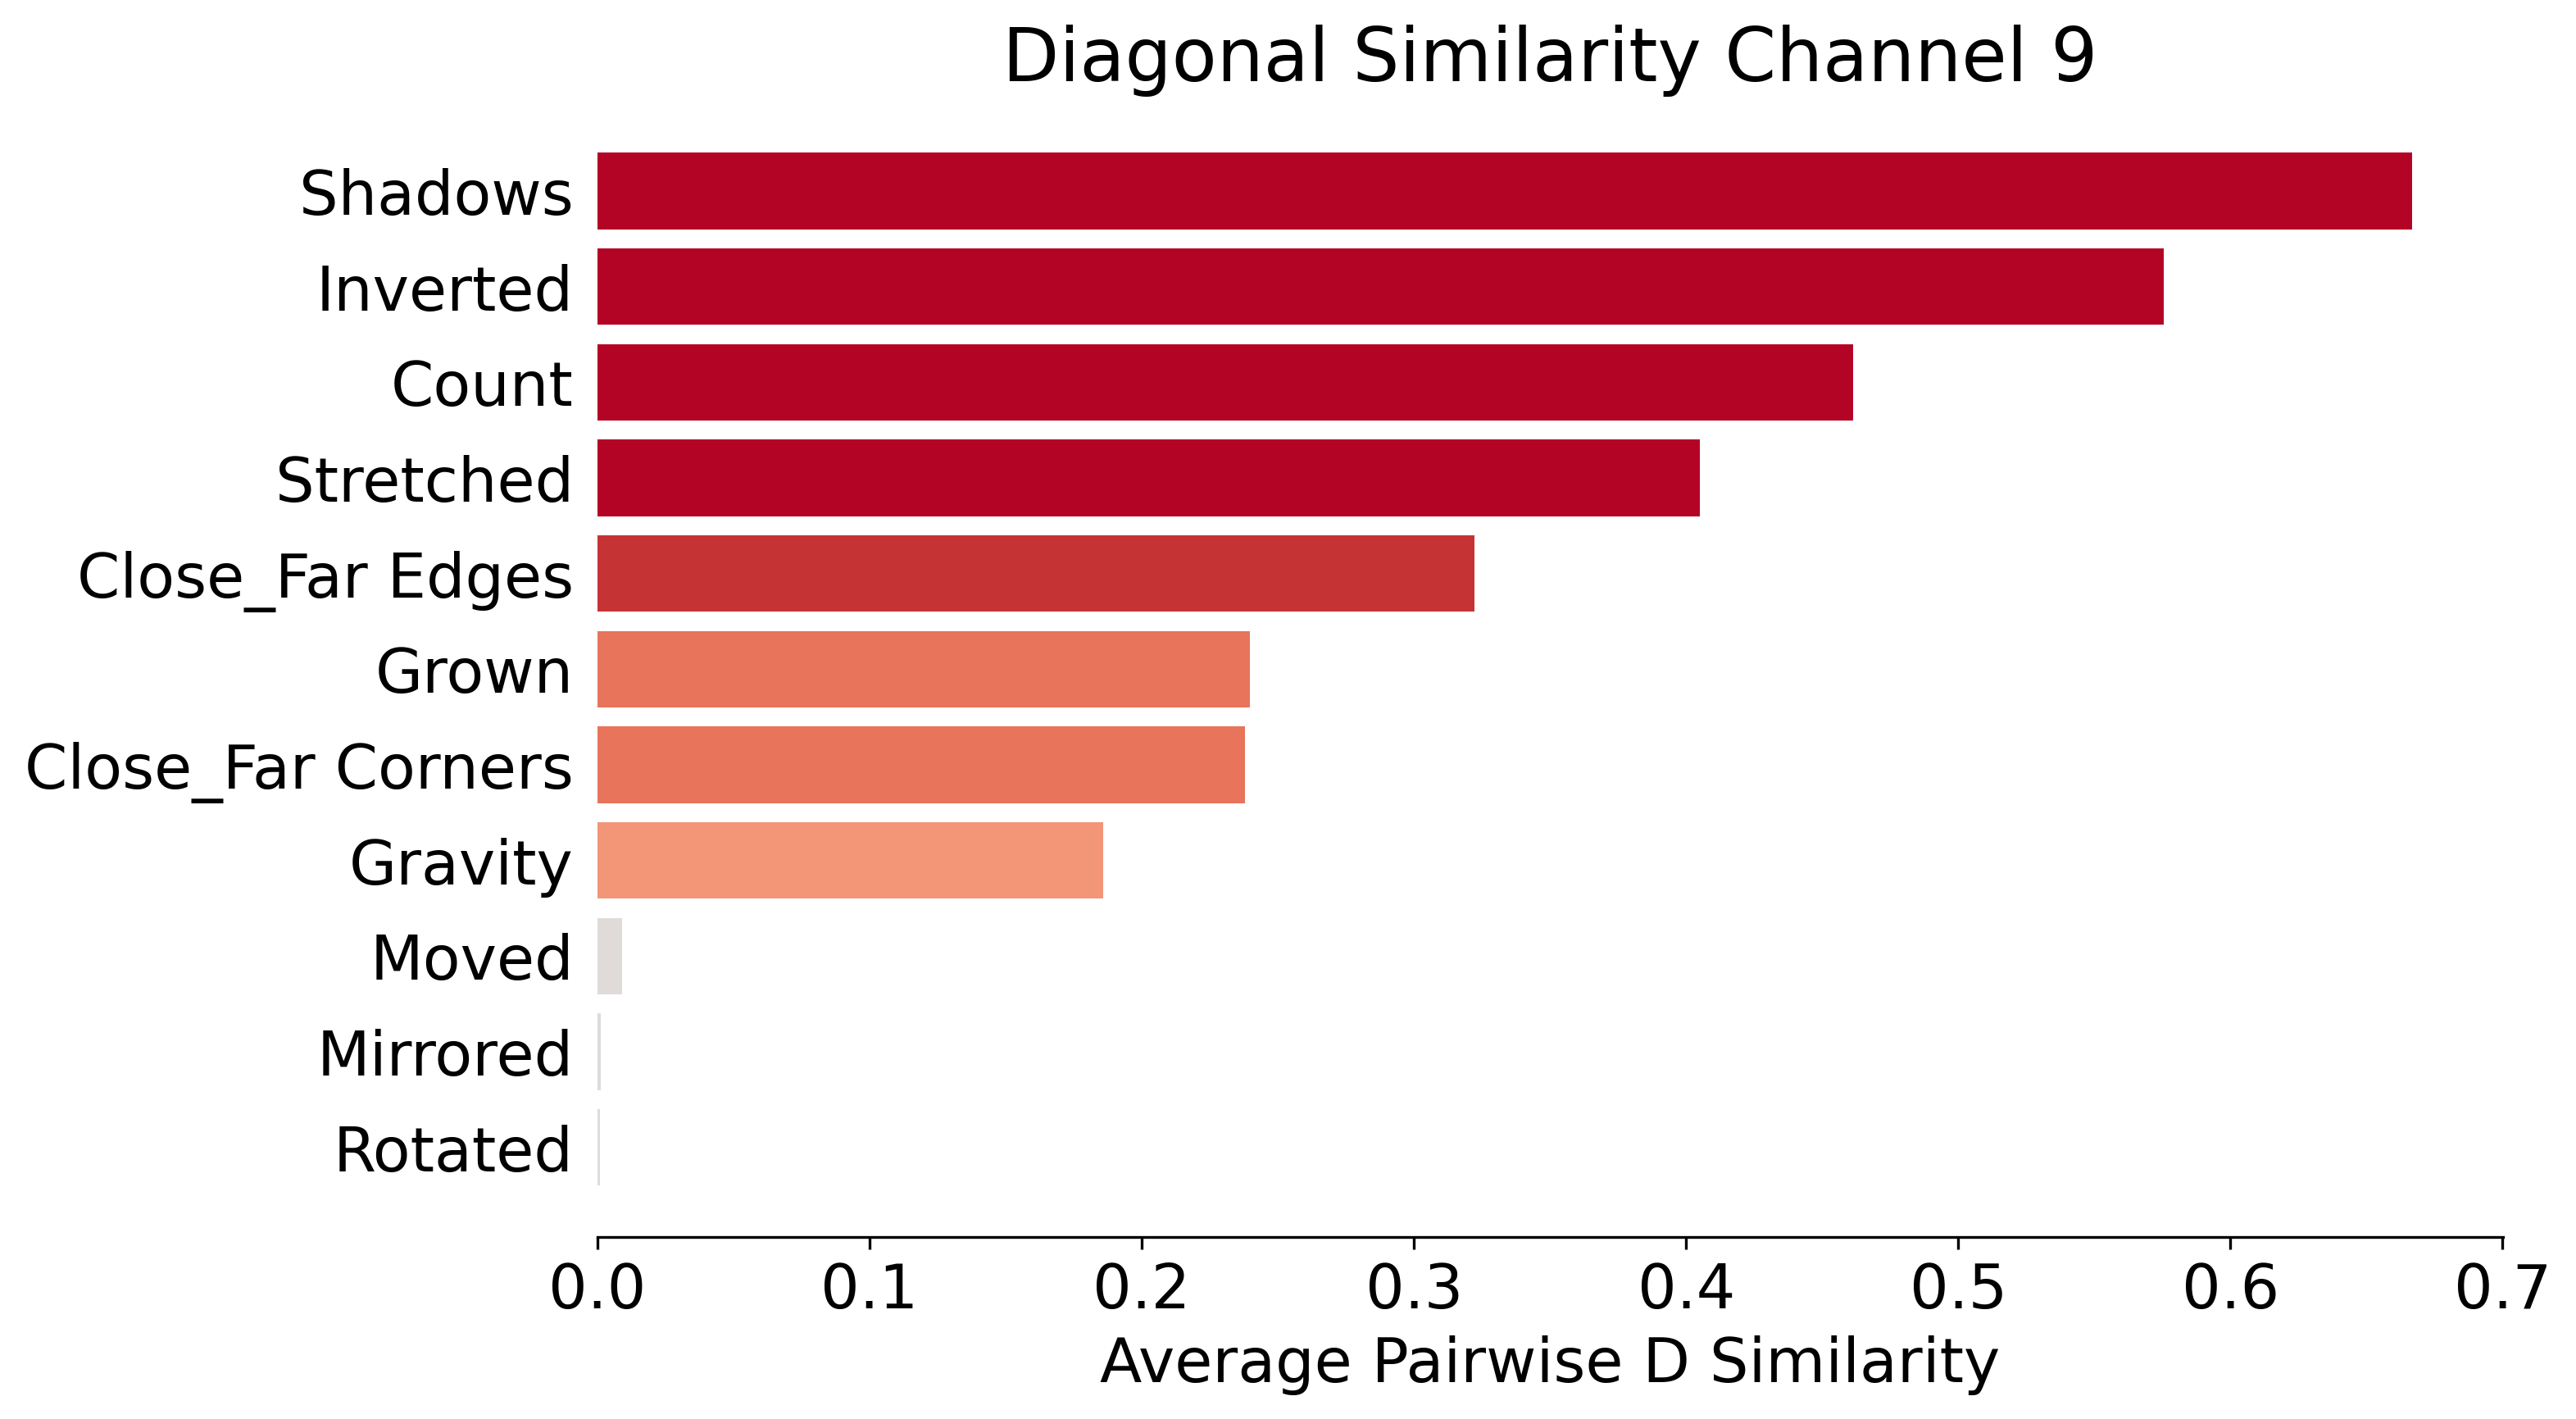 Diagonal Similarity Channel 9
Shadows
Inverted
Count
Stretched
Close_Far Edges
Grown
Close_Far Corners
Gravity
Moved
Mirrored
Rotated
0.0 0.1 0.2 0.3 0.4 0.5 0.6 0.7
Average Pairwise D Similarity